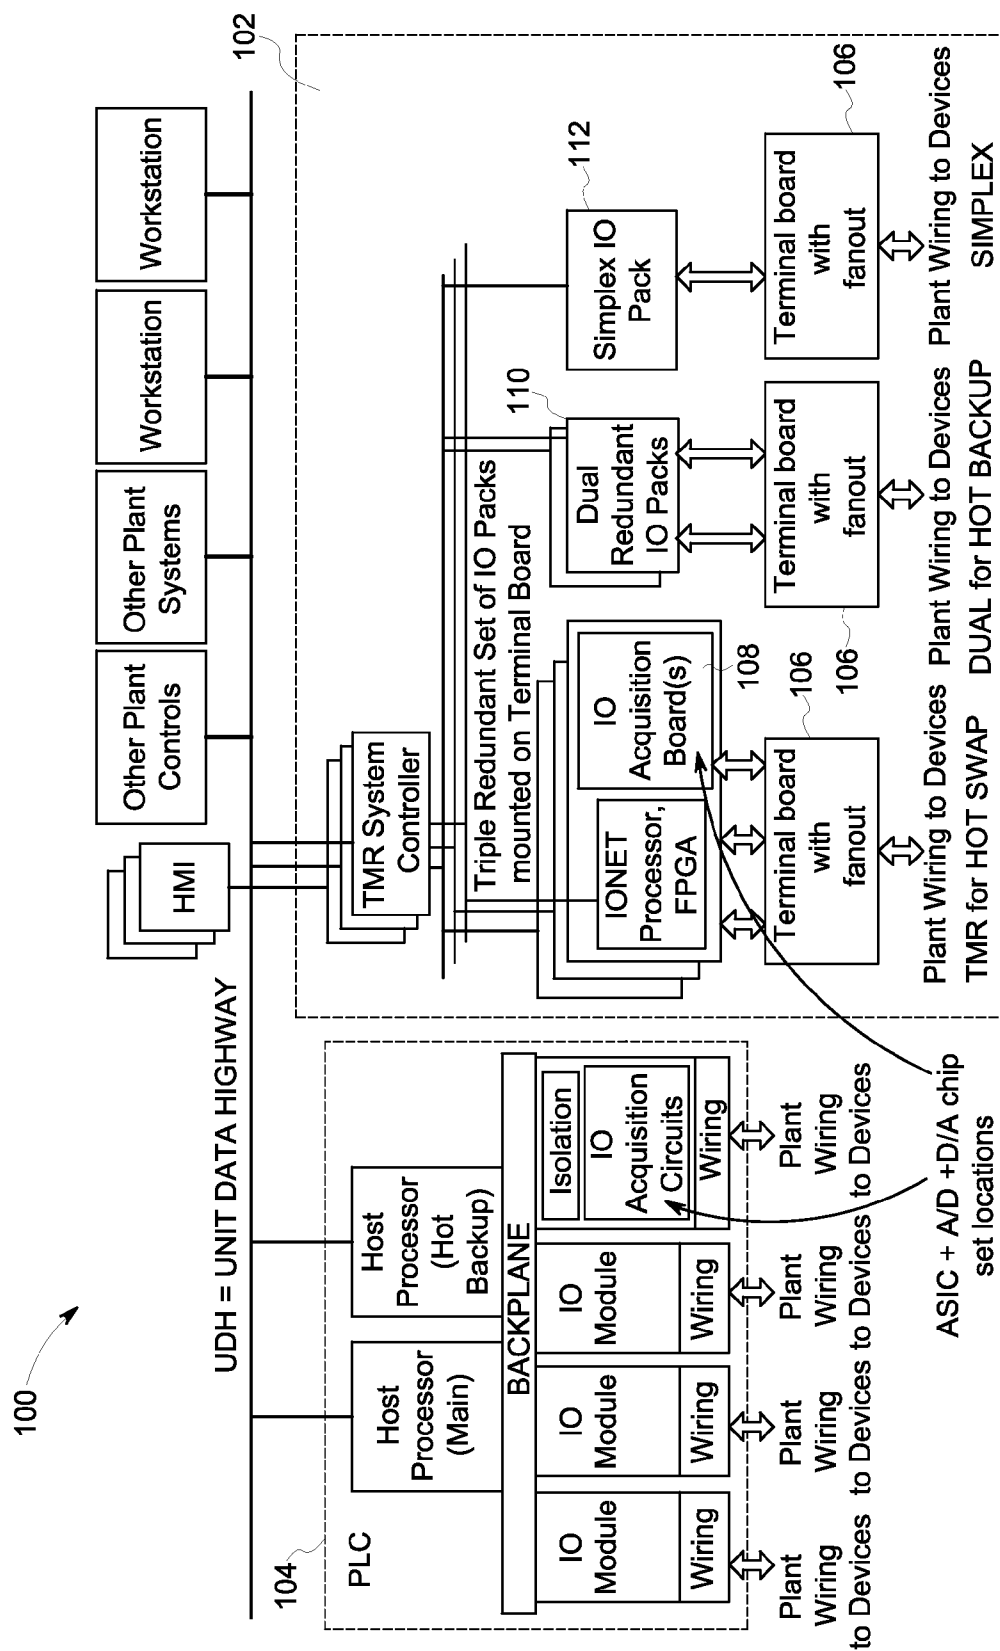 100
UDH = UNIT DATA HIGHWAY
HMI
Other Plant
Controls
Other Plant
Systems
Workstation
Workstation
102
104
PLC
Host
Processor
(Main)
Host
Processor
(Hot
Backup)
BACKPLANE
IO
Module
Wiring
IO
Module
Wiring
IO
Module
Wiring
Isolation
IO
Acquisition
Circuits
Wiring
Plant
Wiring
to Devices
Plant
Wiring
to Devices
Plant
Wiring
to Devices
Plant
Wiring
to Devices
ASIC + A/D +D/A chip
set locations
TMR System
Controller
Triple Redundant Set of IO Packs
mounted on Terminal Board
IONET
Processor,
FPGA
IO
Acquisition
Board(s)
108
Dual
Redundant
IO Packs
110
Simplex IO
Pack
112
Terminal board
with
fanout
106
Terminal board
with
fanout
106
Terminal board
with
fanout
106
Plant Wiring to Devices
TMR for HOT SWAP
Plant Wiring to Devices
DUAL for HOT BACKUP
Plant Wiring to Devices
SIMPLEX